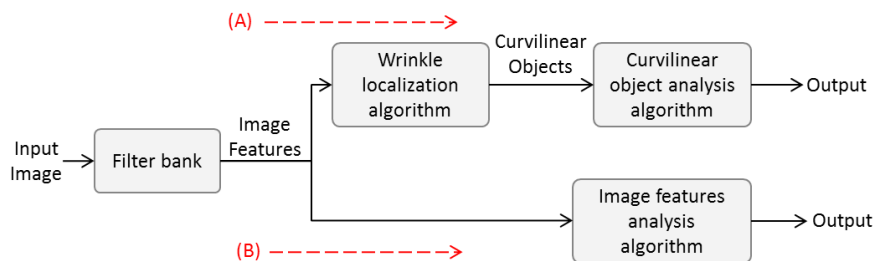 (A)
Wrinkle
localization
algorithm
Curvilinear
Objects
Curvilinear
object analysis
algorithm
Output
Input
Image
Filter bank
Image
Features
(B)
Image features
analysis
algorithm
Output